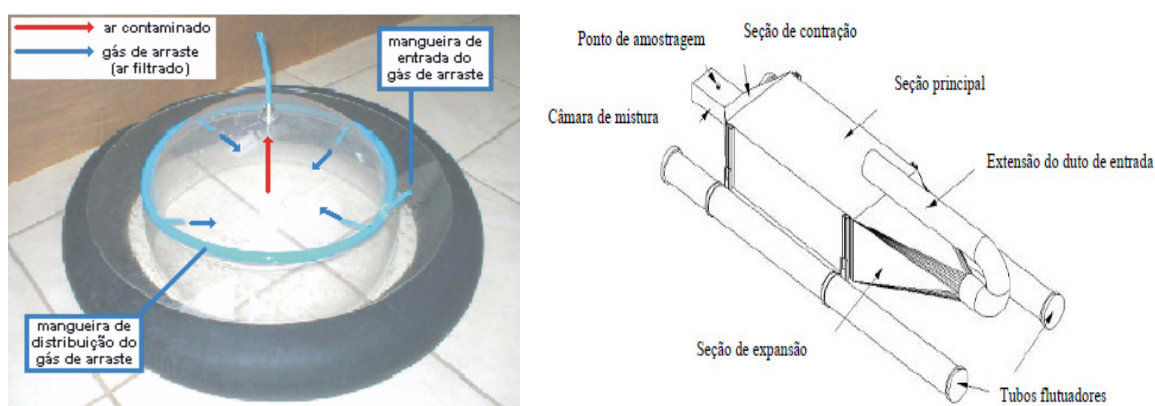 ar contaminado
gás de arraste
(ar filtrado)
mangueira de
entrada do
gás de arraste
mangueira de
distribuição do
gás de arraste
Ponto de amostragem
Seção de contração
Câmara de mistura
Seção principal
Extensão do duto de entrada
Seção de expansão
Tubos flutuadores